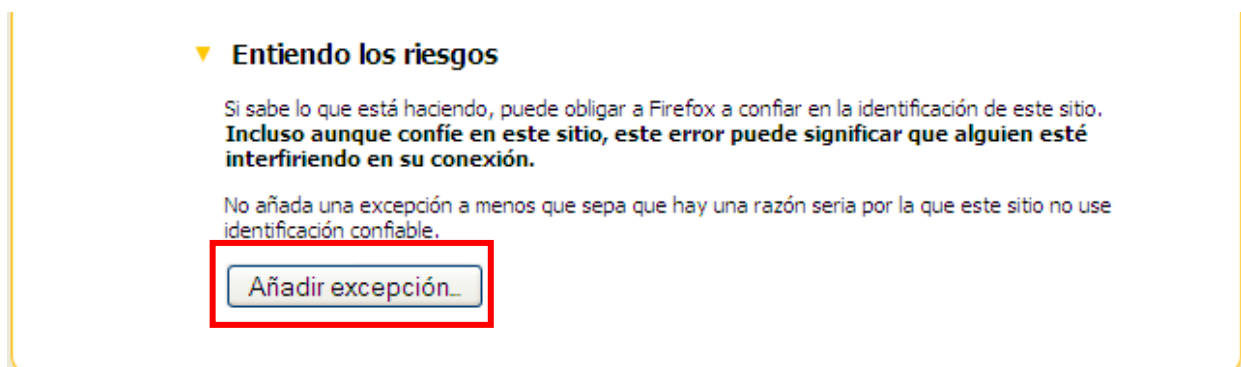 Entiendo los riesgos
Si sabe lo que está haciendo, puede obligar a Firefox a confiar en la identificación de este sitio.
Incluso aunque confíe en este sitio, este error puede significar que alguien esté
interfiriendo en su conexión.
No añada una excepción a menos que sepa que hay una razón seria por la que este sitio no use
identificación confiable.
Añadir excepción...